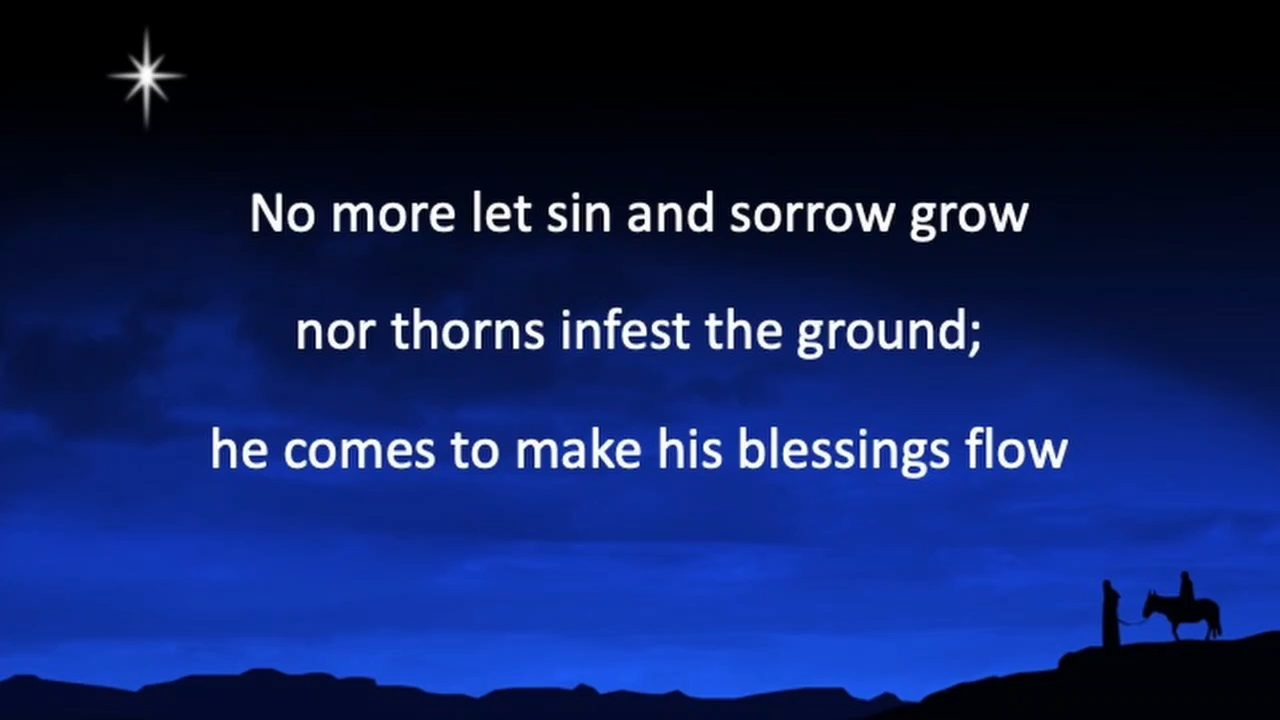 No more let sin and sorrow grow
nor thorns infest the ground;
he comes to make his blessings flow